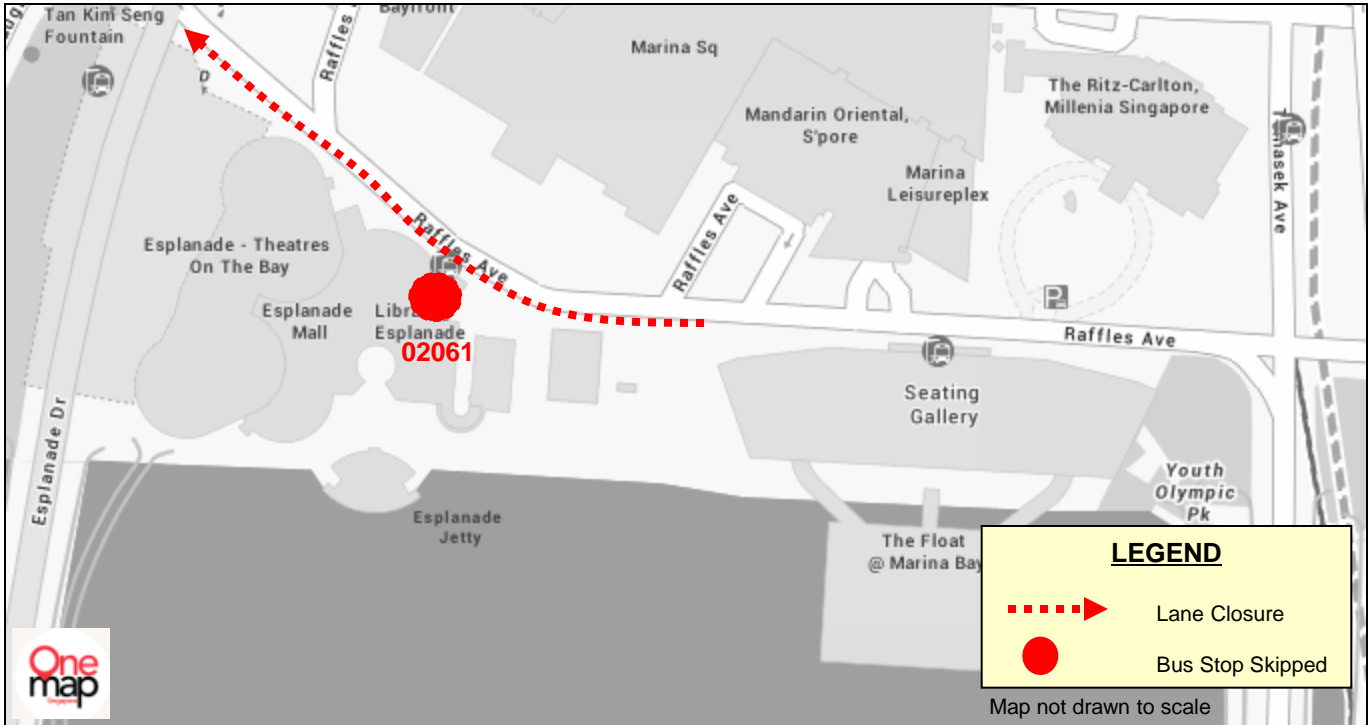 Tan Kim Seng
Fountain
Bayfront
Raffles
Marina Sq
The Ritz-Carlton,
Millenia Singapore
Mandarin Oriental,
S'pore
Marina
Leisureplex
Temasek Ave
Raffles Ave
Raffles Ave
Esplanade - Theatres
On The Bay
Esplanade
Mall
Esplanade
02061
Raffles Ave
Seating
Gallery
Esplanade Dr
Youth
Olympic
Pk
Esplanade
Jetty
The Float
@ Marina Bay
LEGEND
Lane Closure
Bus Stop Skipped
Map not drawn to scale
One
map
Singapore